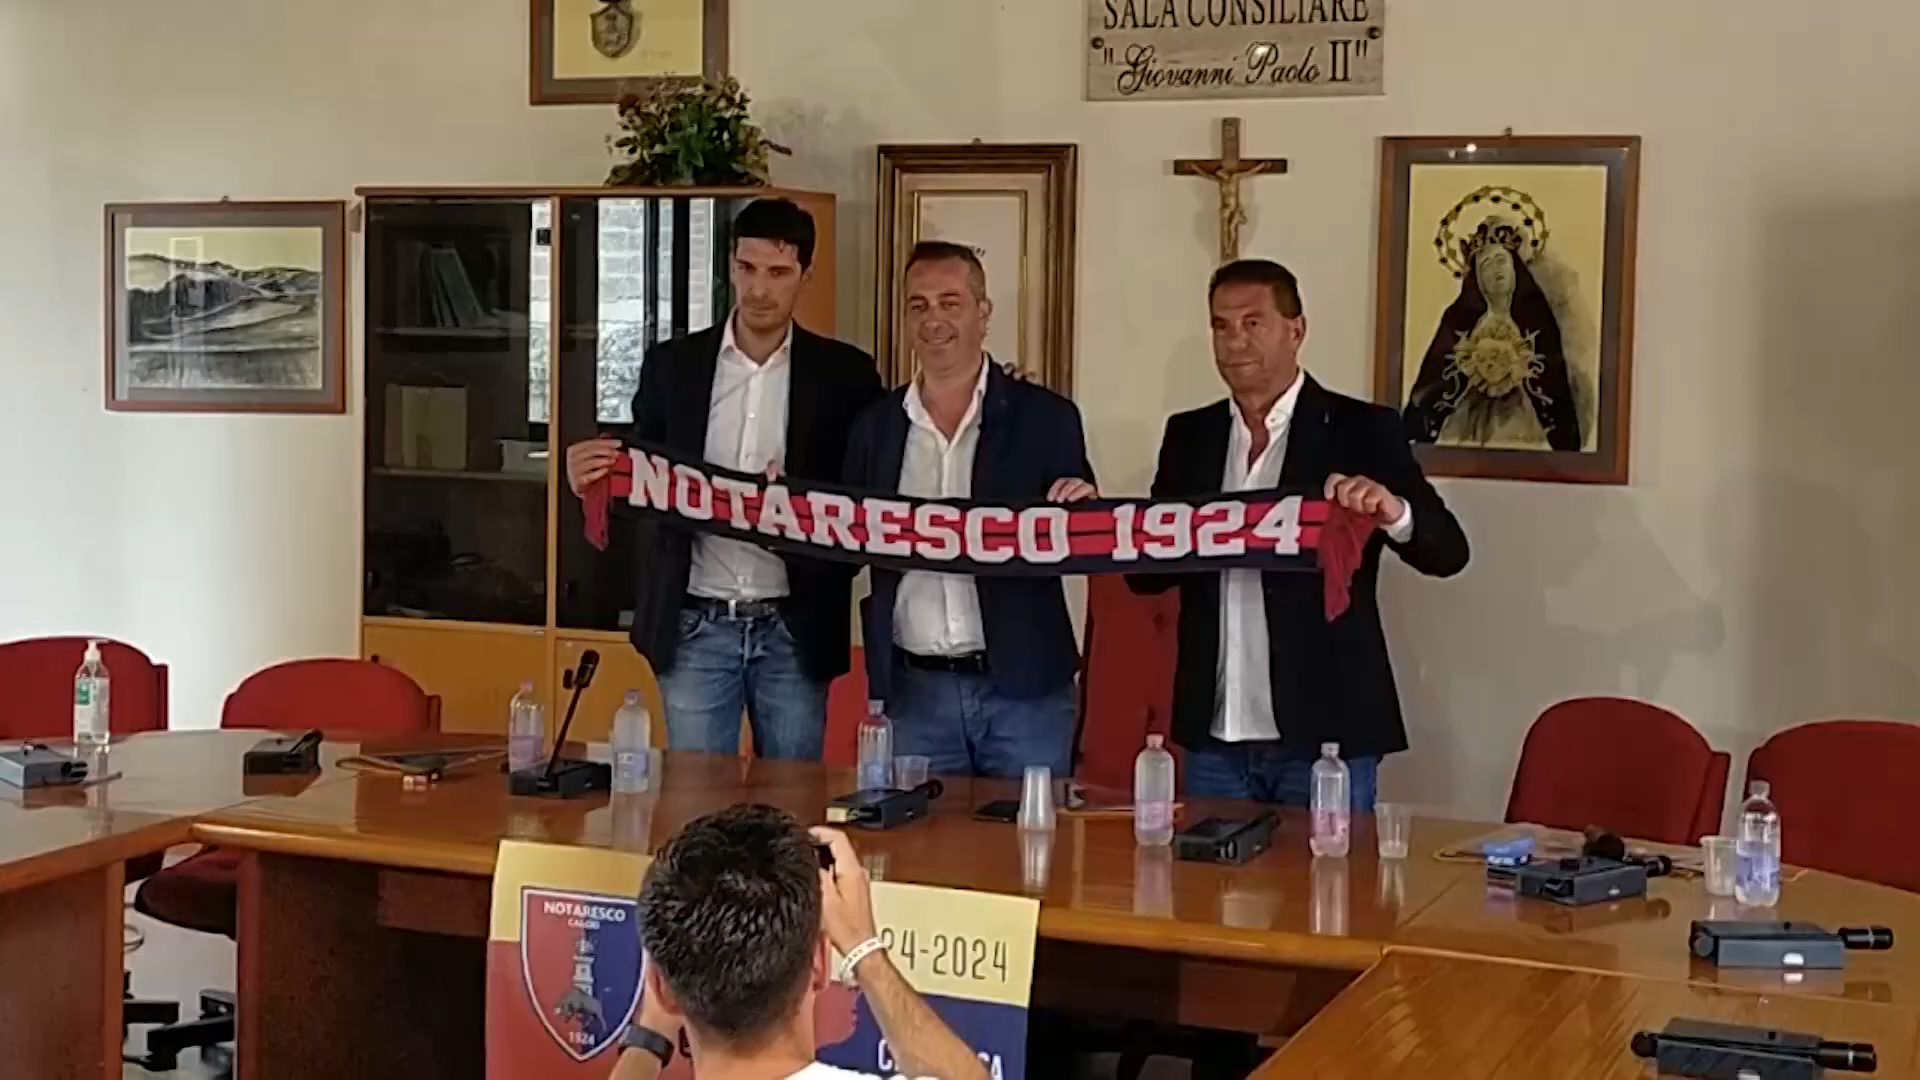 SALA CONSILIARE
"Giovanni Paolo II"
NOTARESCO 1924
NOTARESCO
CALCIO
1924
24-2024